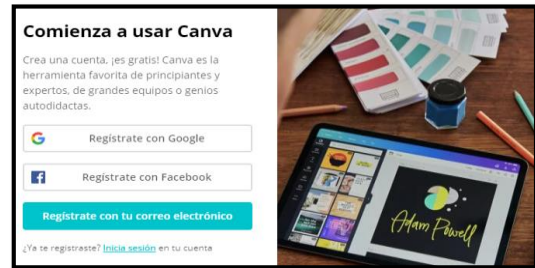 Comienza a usar Canva
Crea una cuenta, ¡es gratis! Canva es la
herramienta favorita de principiantes y
expertos, de grandes equipos o genios
autodidactas.
Regístrate con Google
Regístrate con Facebook
Regístrate con tu correo electrónico
¿Ya te registraste? Inicia sesión en tu cuenta
Adam Powell